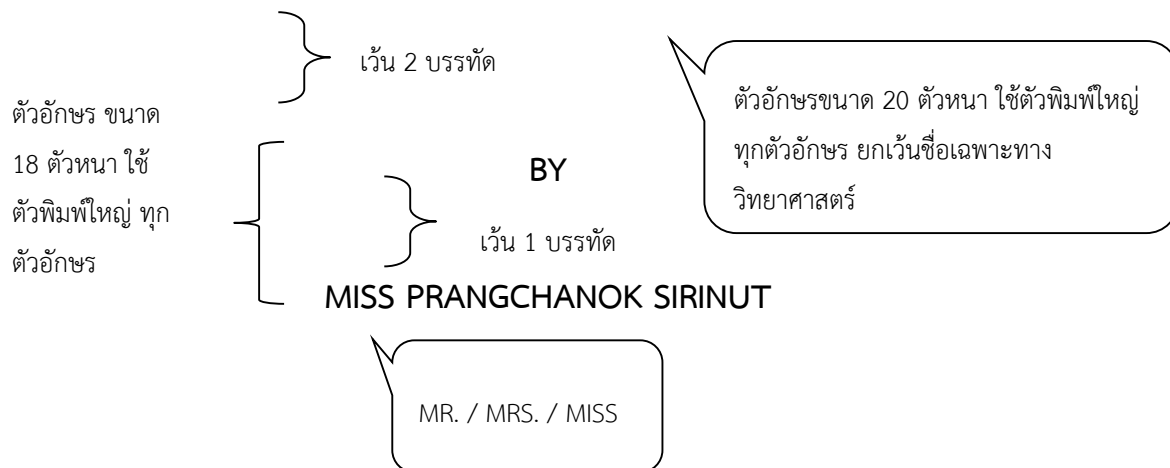 เว้น 2 บรรทัด
ตัวอักษรขนาด 20 ตัวหนา ใช้ตัวพิมพ์ใหญ่
ทุกตัวอักษร ยกเว้นชื่อเฉพาะทาง
วิทยาศาสตร์
ตัวอักษร ขนาด
18 ตัวหนา ใช้
ตัวพิมพ์ใหญ่ ทุก
ตัวอักษร
BY
เว้น 1 บรรทัด
MISS PRANGCHANOK SIRINUT
MR. / MRS. / MISS